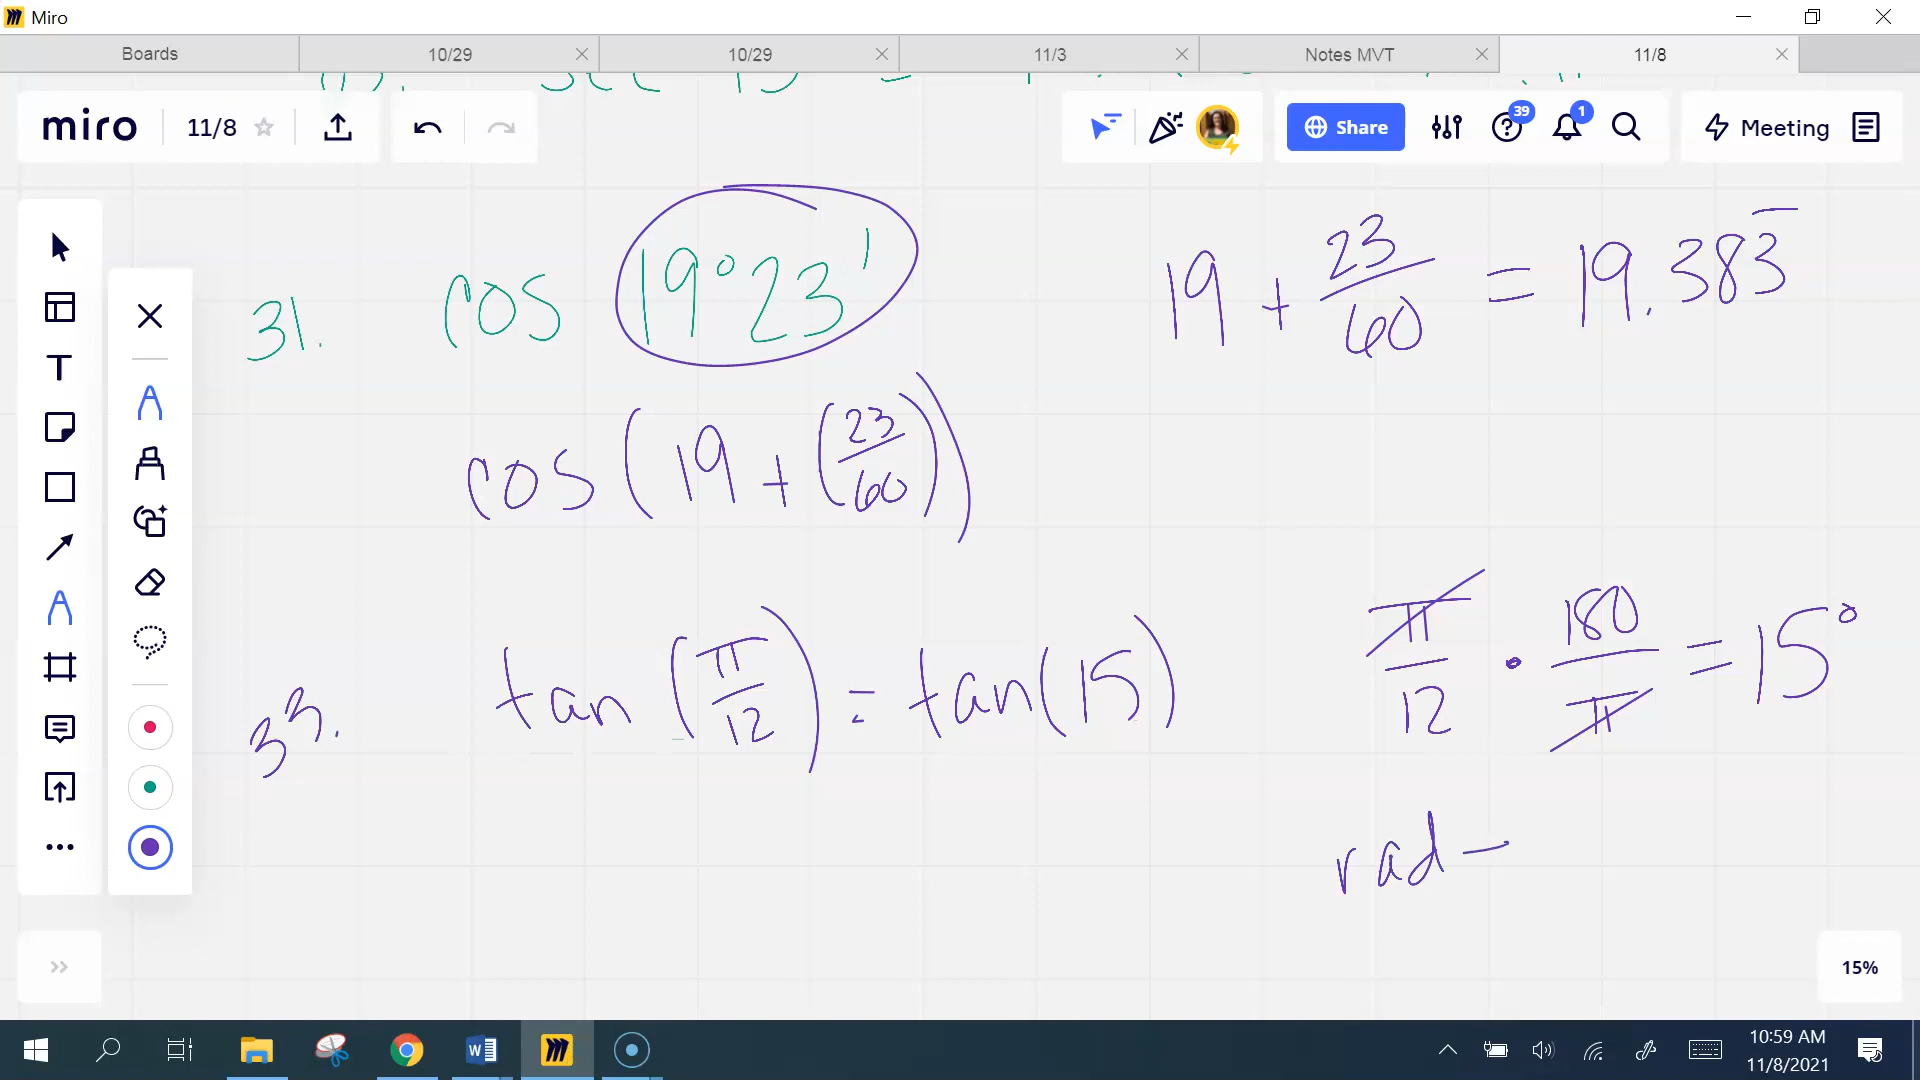 Miro
Boards 10/29 10/29 11/3 Notes MVT 11/8
miro 11/8 Share 39 1 Meeting
31. cos 19°23' 19 + 23/60 = 19.383̅
cos(19 + (23/60))
33. tan(π/12) = tan(15) π/12 · 180/π = 15°
rad –
15%
10:59 AM
11/8/2021